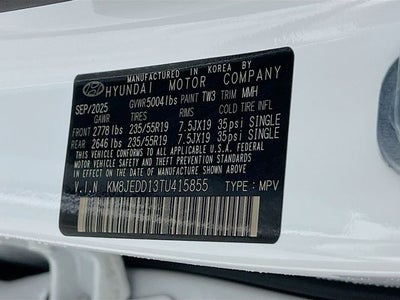 MANUFACTURED IN KOREA BY
HYUNDAI MOTOR COMPANY
SEP/2025 GVWR 5004 lbs PAINT TW3 TRIM MMH
GAWR TIRES RIMS COLD TIRE INFL
FRONT 2778 lbs 235/55R19 7.5JX19 35psi SINGLE
REAR 2646 lbs 235/55R19 7.5JX19 35psi SINGLE
THIS VEHICLE CONFORMS TO ALL APPLICABLE U.S.A. FEDERAL MOTOR
VEHICLE SAFETY AND THEFT PREVENTION STANDARDS IN EFFECT
ON THE DATE OF MANUFACTURE SHOWN ABOVE.
V.I.N KM8JEDD13TU415855 TYPE : MPV